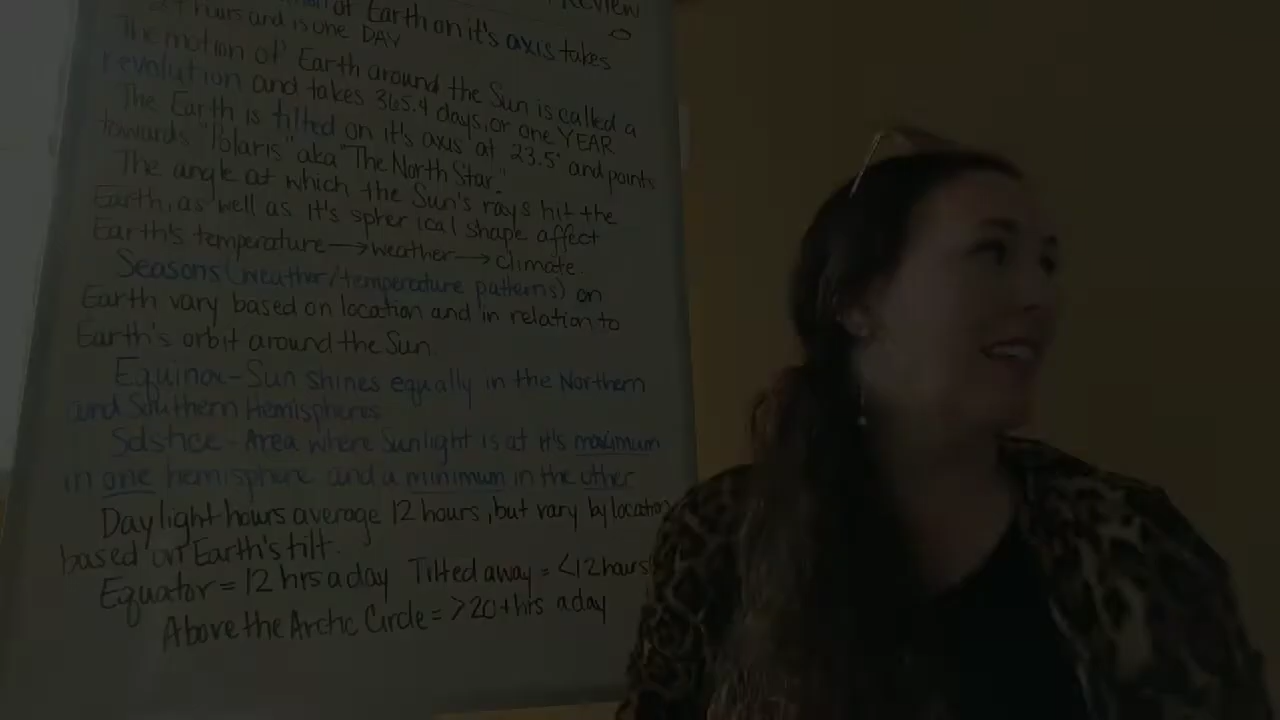 Review
of Earth on it's axis takes
hours and is one DAY
The motion of Earth around the Sun is called a
revolution and takes 365.4 days, or one YEAR
The Earth is tilted on it's axis at 23.5° and points
towards "Polaris" aka "The North Star."
The angle at which the Sun's rays hit the
Earth, as well as it's spherical shape affect
Earth's temperature → weather → climate.
Seasons (weather/temperature patterns) on
Earth vary based on location and in relation to
Earth's orbit around the Sun.
Equinox - Sun shines equally in the Northern
and Southern Hemispheres
Solstice - Area where Sunlight is at it's maximum
in one hemisphere and a minimum in the other
Daylight hours average 12 hours, but vary by location
based on Earth's tilt.
Equator = 12 hrs a day Tilted away = <12 hours
Above the Arctic Circle = >20+ hrs a day